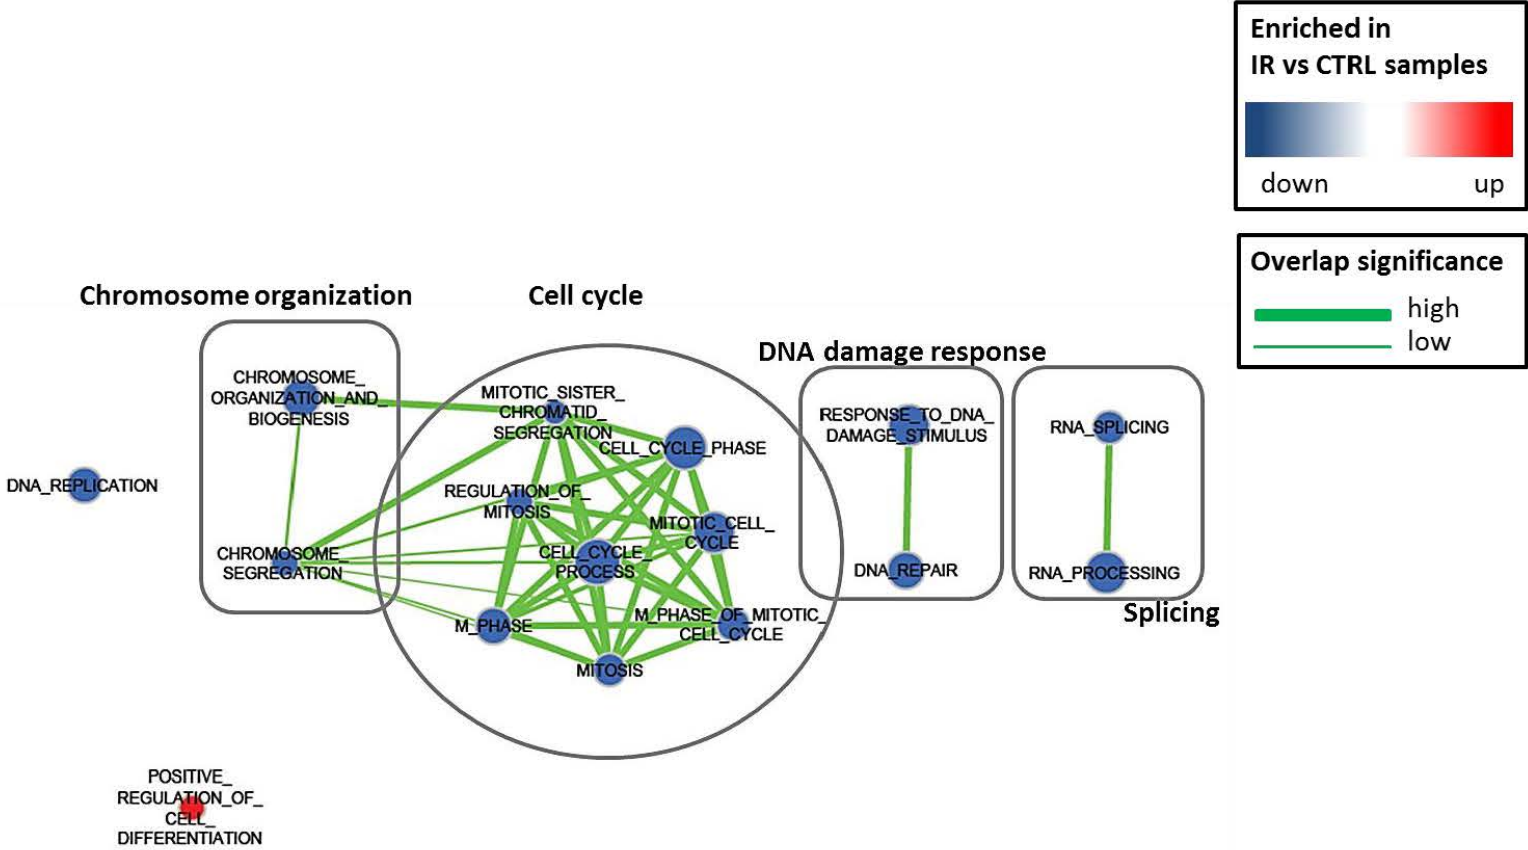 Enriched in
IR vs CTRL samples
down up
Overlap significance
high
low
Chromosome organization
Cell cycle
DNA damage response
Splicing
CHROMOSOME_
ORGANIZATION_AND_
BIOGENESIS
DNA_REPLICATION
CHROMOSOME_
SEGREGATION
MITOTIC_SISTER_
CHROMATID_
SEGREGATION
CELL_CYCLE_PHASE
REGULATION_OF_
MITOSIS
MITOTIC_CELL_
CYCLE
CELL_CYCLE_
PROCESS
M_PHASE
M_PHASE_OF_MITOTIC_
CELL_CYCLE
MITOSIS
RESPONSE_TO_DNA_
DAMAGE_STIMULUS
DNA_REPAIR
RNA_SPLICING
RNA_PROCESSING
POSITIVE_
REGULATION_OF_
CELL_
DIFFERENTIATION